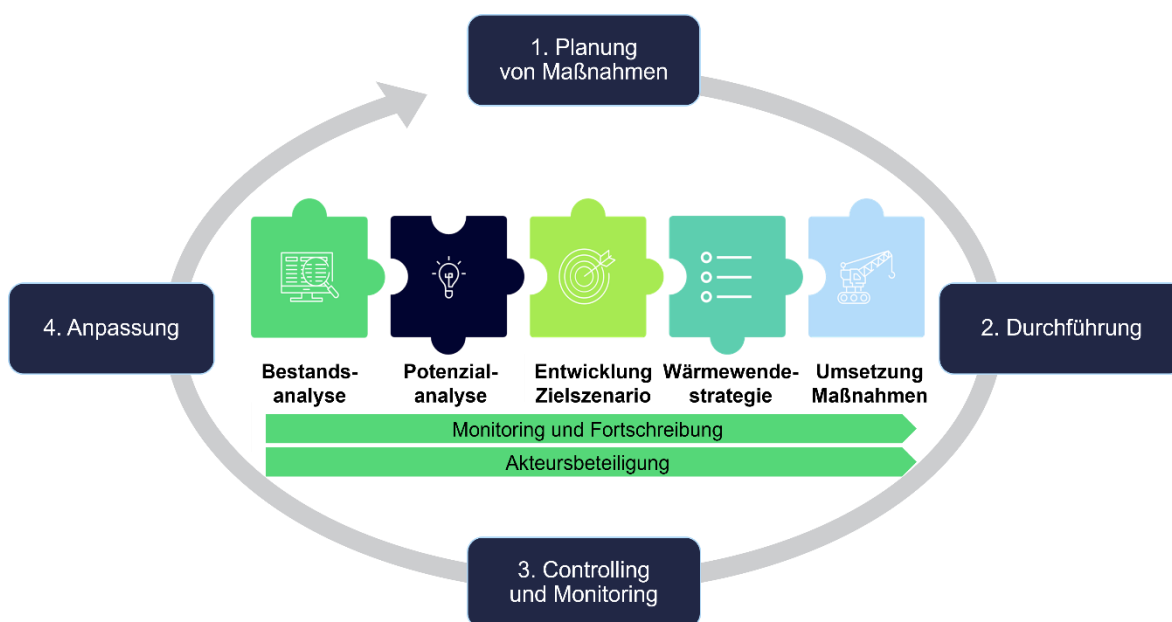 1. Planung
von Maßnahmen
4. Anpassung
2. Durchführung
Bestands-
analyse
Potenzial-
analyse
Entwicklung
Zielszenario
Wärmewende-
strategie
Umsetzung
Maßnahmen
Monitoring und Fortschreibung
Akteursbeteiligung
3. Controlling
und Monitoring